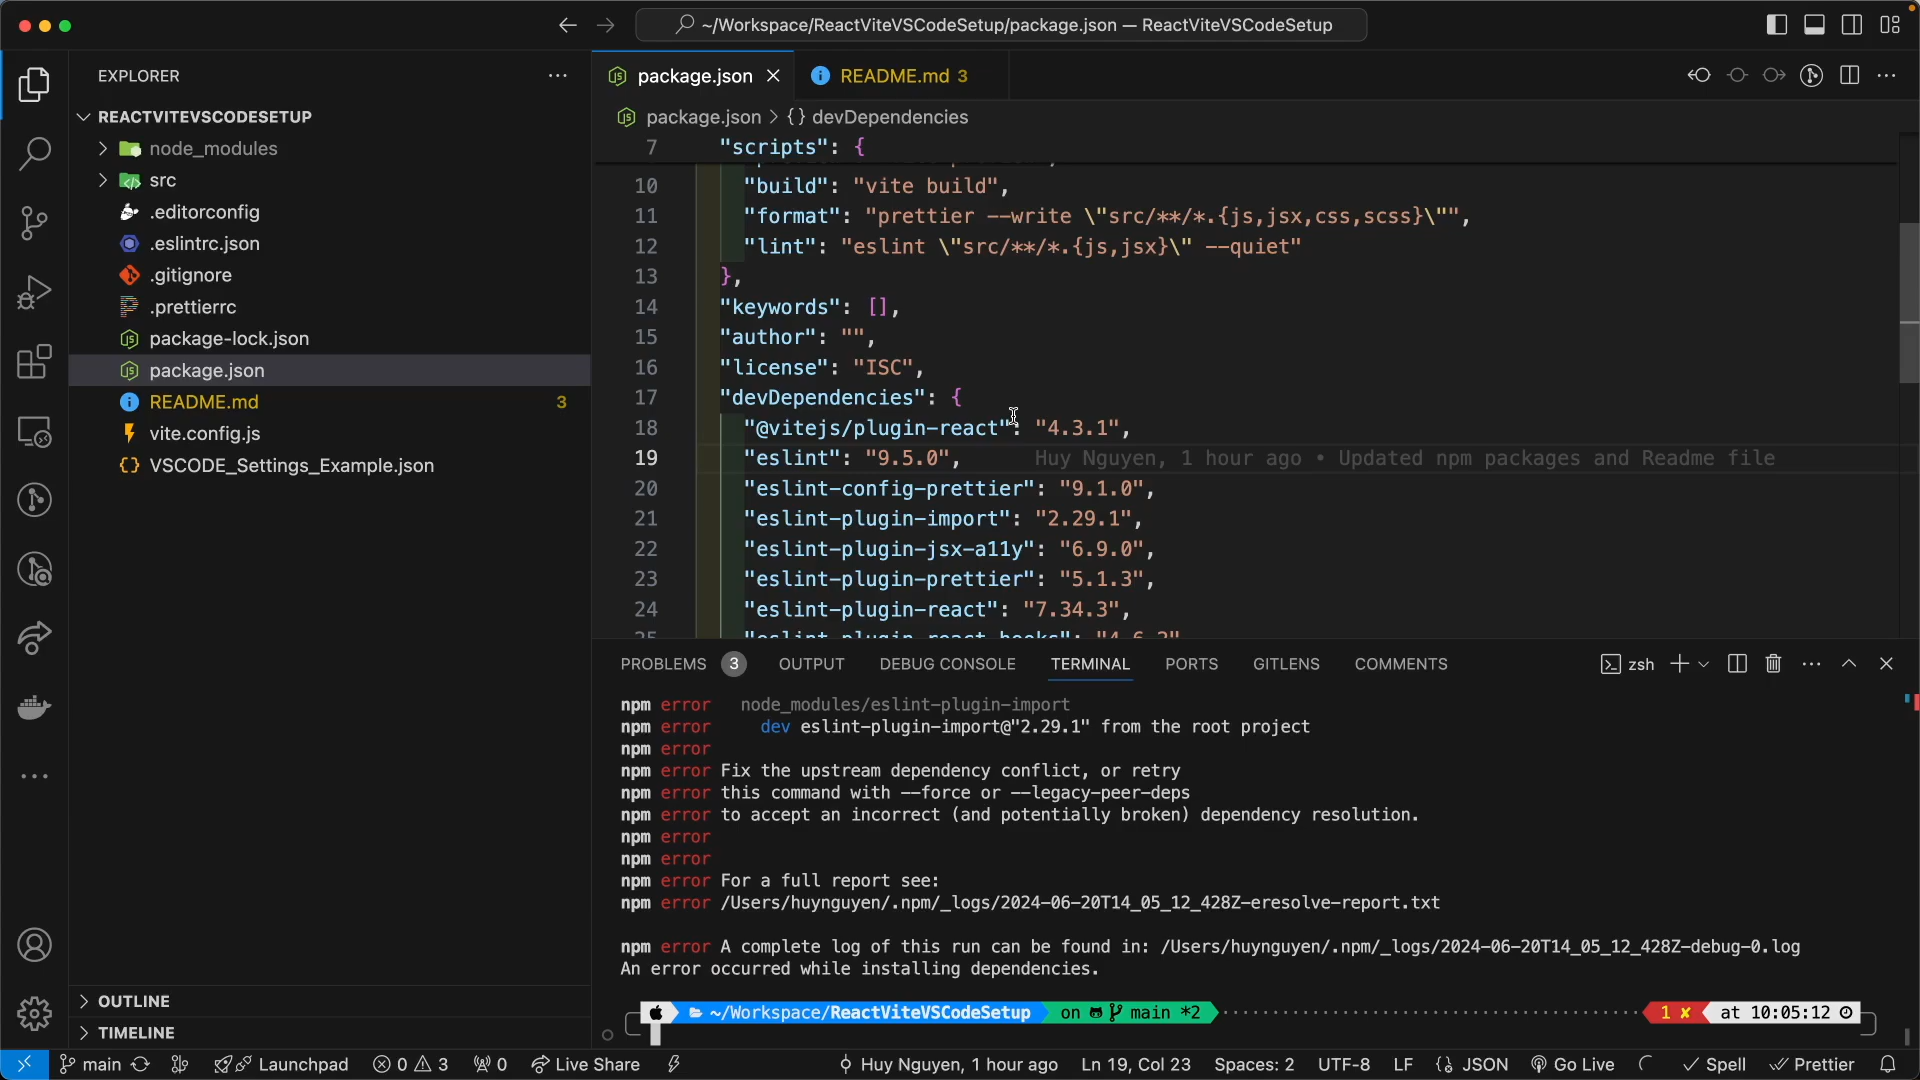 ~/Workspace/ReactViteVSCodeSetup/package.json — ReactViteVSCodeSetup
EXPLORER
REACTVITEVSCODESETUP
node_modules
src
.editorconfig
.eslintrc.json
.gitignore
.prettierrc
package-lock.json
package.json
README.md 3
vite.config.js
VSCODE_Settings_Example.json
OUTLINE
TIMELINE
package.json
README.md 3
package.json > {} devDependencies
7 "scripts": {
10 "build": "vite build",
11 "format": "prettier --write \"src/**/*.{js,jsx,css,scss}\"",
12 "lint": "eslint \"src/**/*.{js,jsx}\" --quiet"
13 },
14 "keywords": [],
15 "author": "",
16 "license": "ISC",
17 "devDependencies": {
18 "@vitejs/plugin-react": "4.3.1",
19 "eslint": "9.5.0", Huy Nguyen, 1 hour ago • Updated npm packages and Readme file
20 "eslint-config-prettier": "9.1.0",
21 "eslint-plugin-import": "2.29.1",
22 "eslint-plugin-jsx-a11y": "6.9.0",
23 "eslint-plugin-prettier": "5.1.3",
24 "eslint-plugin-react": "7.34.3",
25 "eslint-plugin-react-hooks": "4.6.2"
PROBLEMS 3 OUTPUT DEBUG CONSOLE TERMINAL PORTS GITLENS COMMENTS zsh
npm error node_modules/eslint-plugin-import
npm error dev eslint-plugin-import@"2.29.1" from the root project
npm error
npm error Fix the upstream dependency conflict, or retry
npm error this command with --force or --legacy-peer-deps
npm error to accept an incorrect (and potentially broken) dependency resolution.
npm error
npm error
npm error For a full report see:
npm error /Users/huynguyen/.npm/_logs/2024-06-20T14_05_12_428Z-eresolve-report.txt
npm error A complete log of this run can be found in: /Users/huynguyen/.npm/_logs/2024-06-20T14_05_12_428Z-debug-0.log
An error occurred while installing dependencies.
~/Workspace/ReactViteVSCodeSetup on main *2 1 ✘ at 10:05:12
main Launchpad 0 3 0 Live Share Huy Nguyen, 1 hour ago Ln 19, Col 23 Spaces: 2 UTF-8 LF {} JSON Go Live Spell Prettier